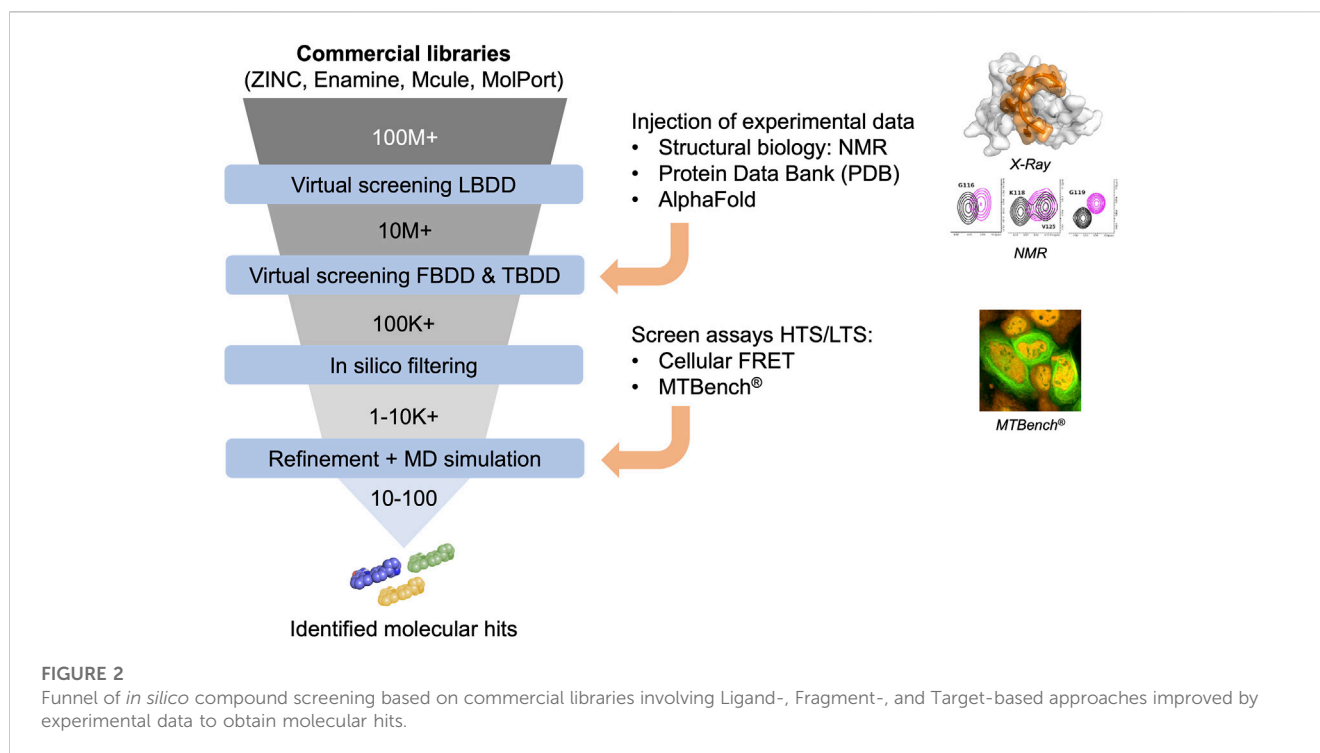 Commercial libraries
(ZINC, Enamine, Mcule, MolPort)
100M+
Virtual screening LBDD
10M+
Virtual screening FBDD & TBDD
100K+
In silico filtering
1-10K+
Refinement + MD simulation
10-100
Identified molecular hits
Injection of experimental data
• Structural biology: NMR
• Protein Data Bank (PDB)
• AlphaFold
Screen assays HTS/LTS:
• Cellular FRET
• MTBench®
X-Ray
G116
K118
V125
G119
NMR
MTBench®
FIGURE 2
Funnel of in silico compound screening based on commercial libraries involving Ligand-, Fragment-, and Target-based approaches improved by
experimental data to obtain molecular hits.